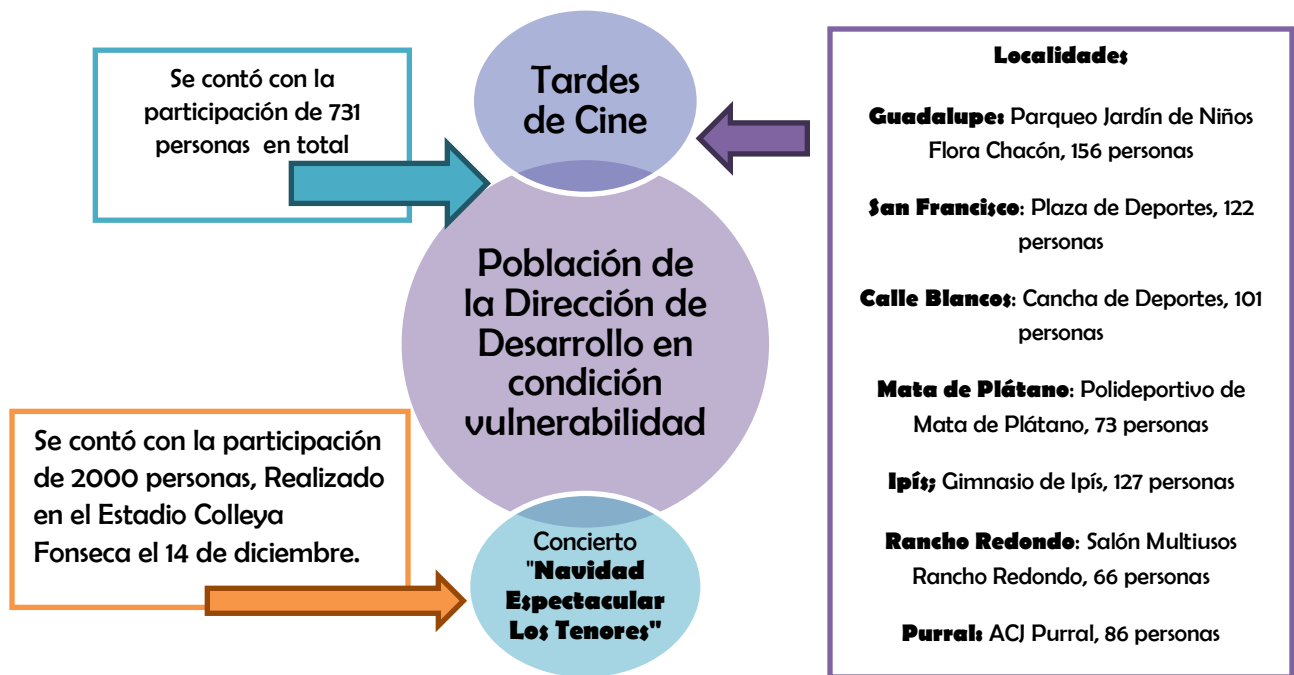 Se contó con la
participación de 731
personas en total
Tardes
de Cine
Población de
la Dirección de
Desarrollo en
condición
vulnerabilidad
Se contó con la participación
de 2000 personas, Realizado
en el Estadio Colleya
Fonseca el 14 de diciembre.
Concierto
"Navidad
Espectacular
Los Tenores"
Localidades
Guadalupe: Parqueo Jardín de Niños
Flora Chacón, 156 personas
San Francisco: Plaza de Deportes, 122
personas
Calle Blancos: Cancha de Deportes, 101
personas
Mata de Plátano: Polideportivo de
Mata de Plátano, 73 personas
Ipís; Gimnasio de Ipís, 127 personas
Rancho Redondo: Salón Multiusos
Rancho Redondo, 66 personas
Purral: ACJ Purral, 86 personas